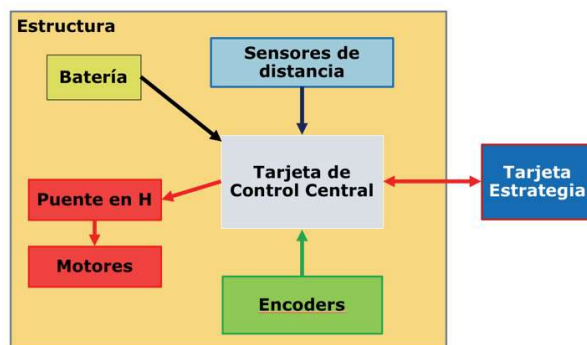 Estructura
Batería
Sensores de
distancia
Tarjeta de
Control Central
Tarjeta
Estrategia
Puente en H
Motores
Encoders